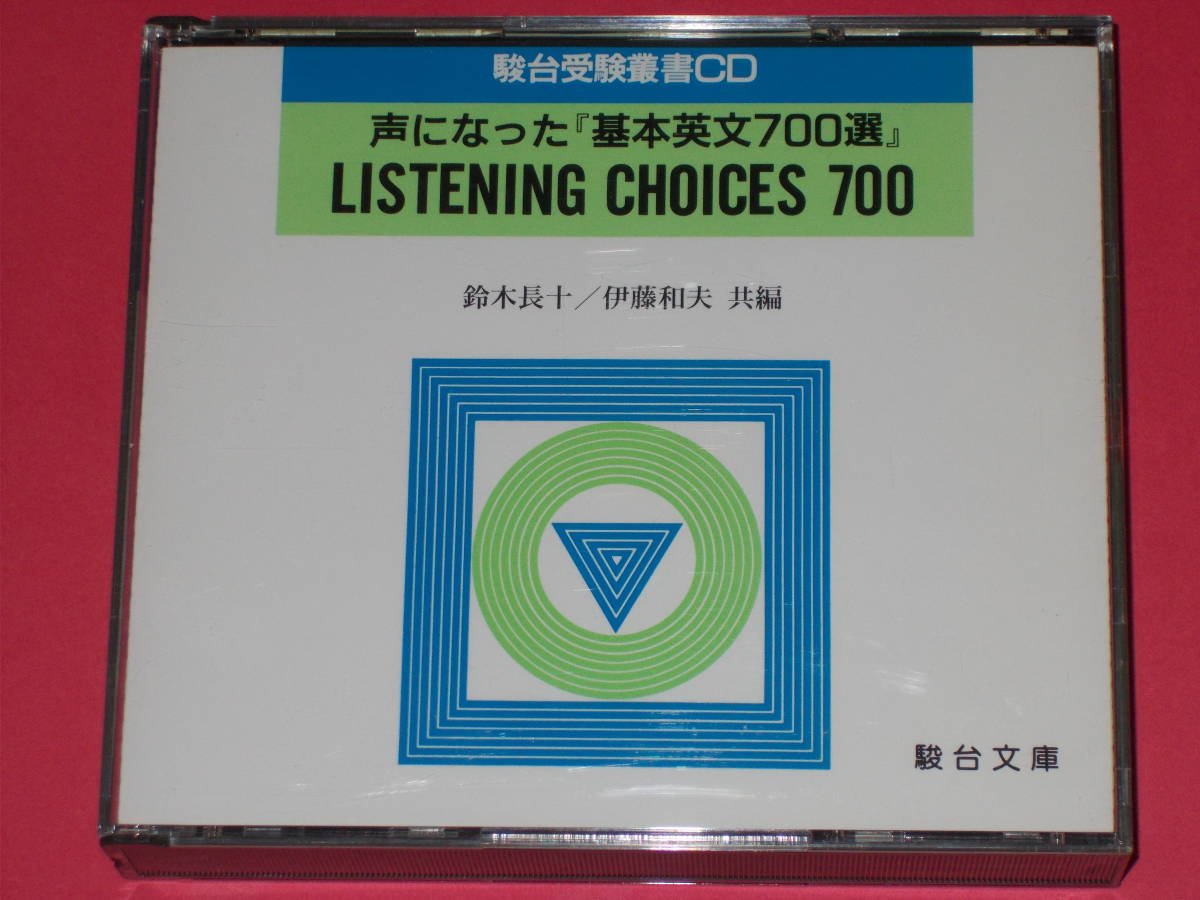 駿台受験叢書CD
声になった『基本英文700選』
LISTENING CHOICES 700
鈴木長十／伊藤和夫 共編
駿台文庫